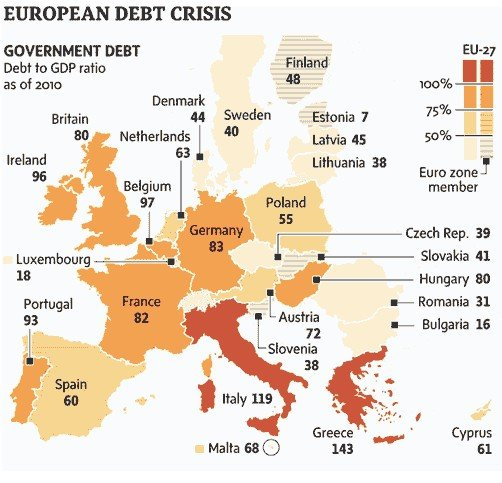 EUROPEAN DEBT CRISIS
GOVERNMENT DEBT
Debt to GDP ratio
as of 2010
EU-27
100%
75%
50%
Euro zone
member
Finland
48
Denmark
44
Sweden
40
Estonia 7
Latvia 45
Lithuania 38
Britain
80
Netherlands
63
Ireland
96
Belgium
97
Poland
55
Germany
83
Czech Rep. 39
Slovakia 41
Hungary 80
Romania 31
Bulgaria 16
Luxembourg
18
Portugal
93
France
82
Austria
72
Slovenia
38
Spain
60
Italy 119
Malta 68
Greece
143
Cyprus
61